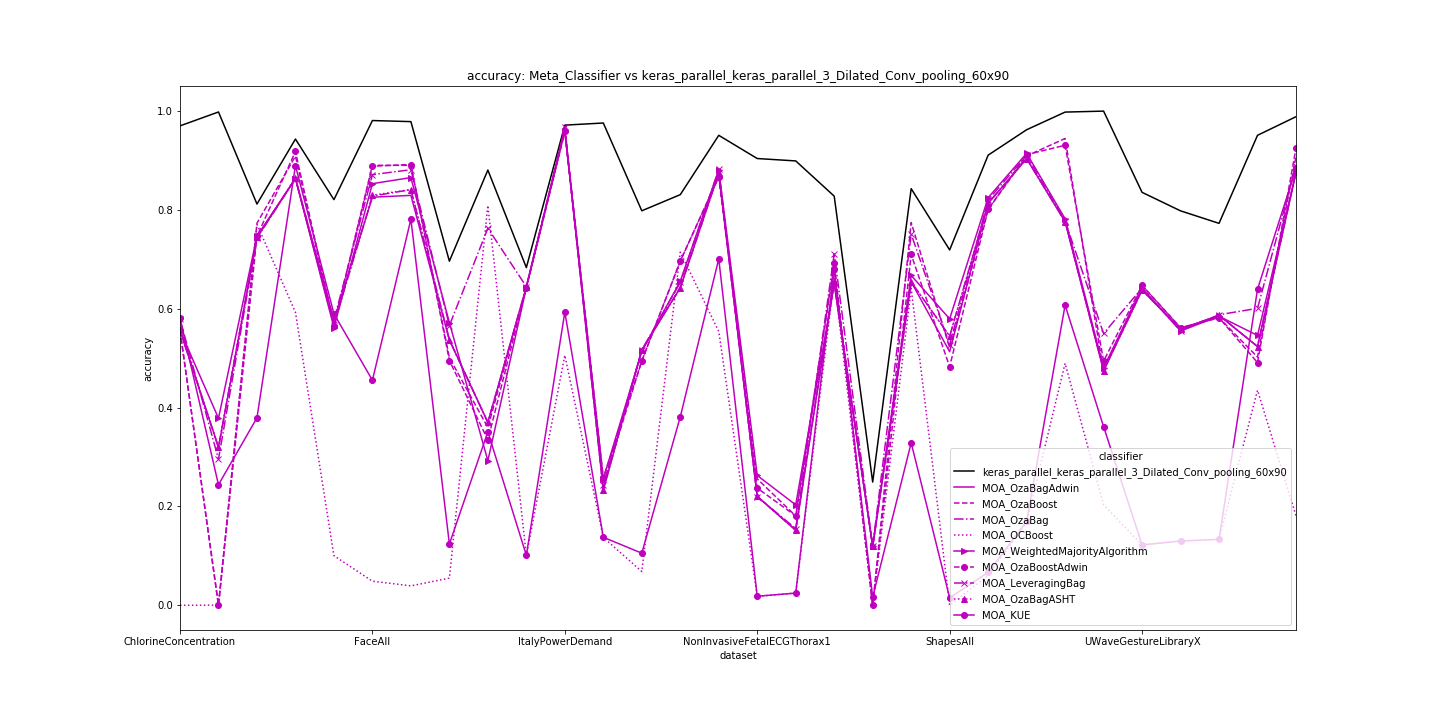 accuracy: Meta_Classifier vs keras_parallel_keras_parallel_3_Dilated_Conv_pooling_60x90
1.0
0.8
0.6
0.4
0.2
0.0
accuracy
classifier
keras_parallel_keras_parallel_3_Dilated_Conv_pooling_60x90
MOA_OzaBagAdwin
MOA_OzaBoost
MOA_OzaBag
MOA_OCBoost
MOA_WeightedMajorityAlgorithm
MOA_OzaBoostAdwin
MOA_LeveragingBag
MOA_OzaBagASHT
MOA_KUE
ChlorineConcentration FaceAll ItalyPowerDemand NonInvasiveFetalECGThorax1 ShapesAll UWaveGestureLibraryX
dataset